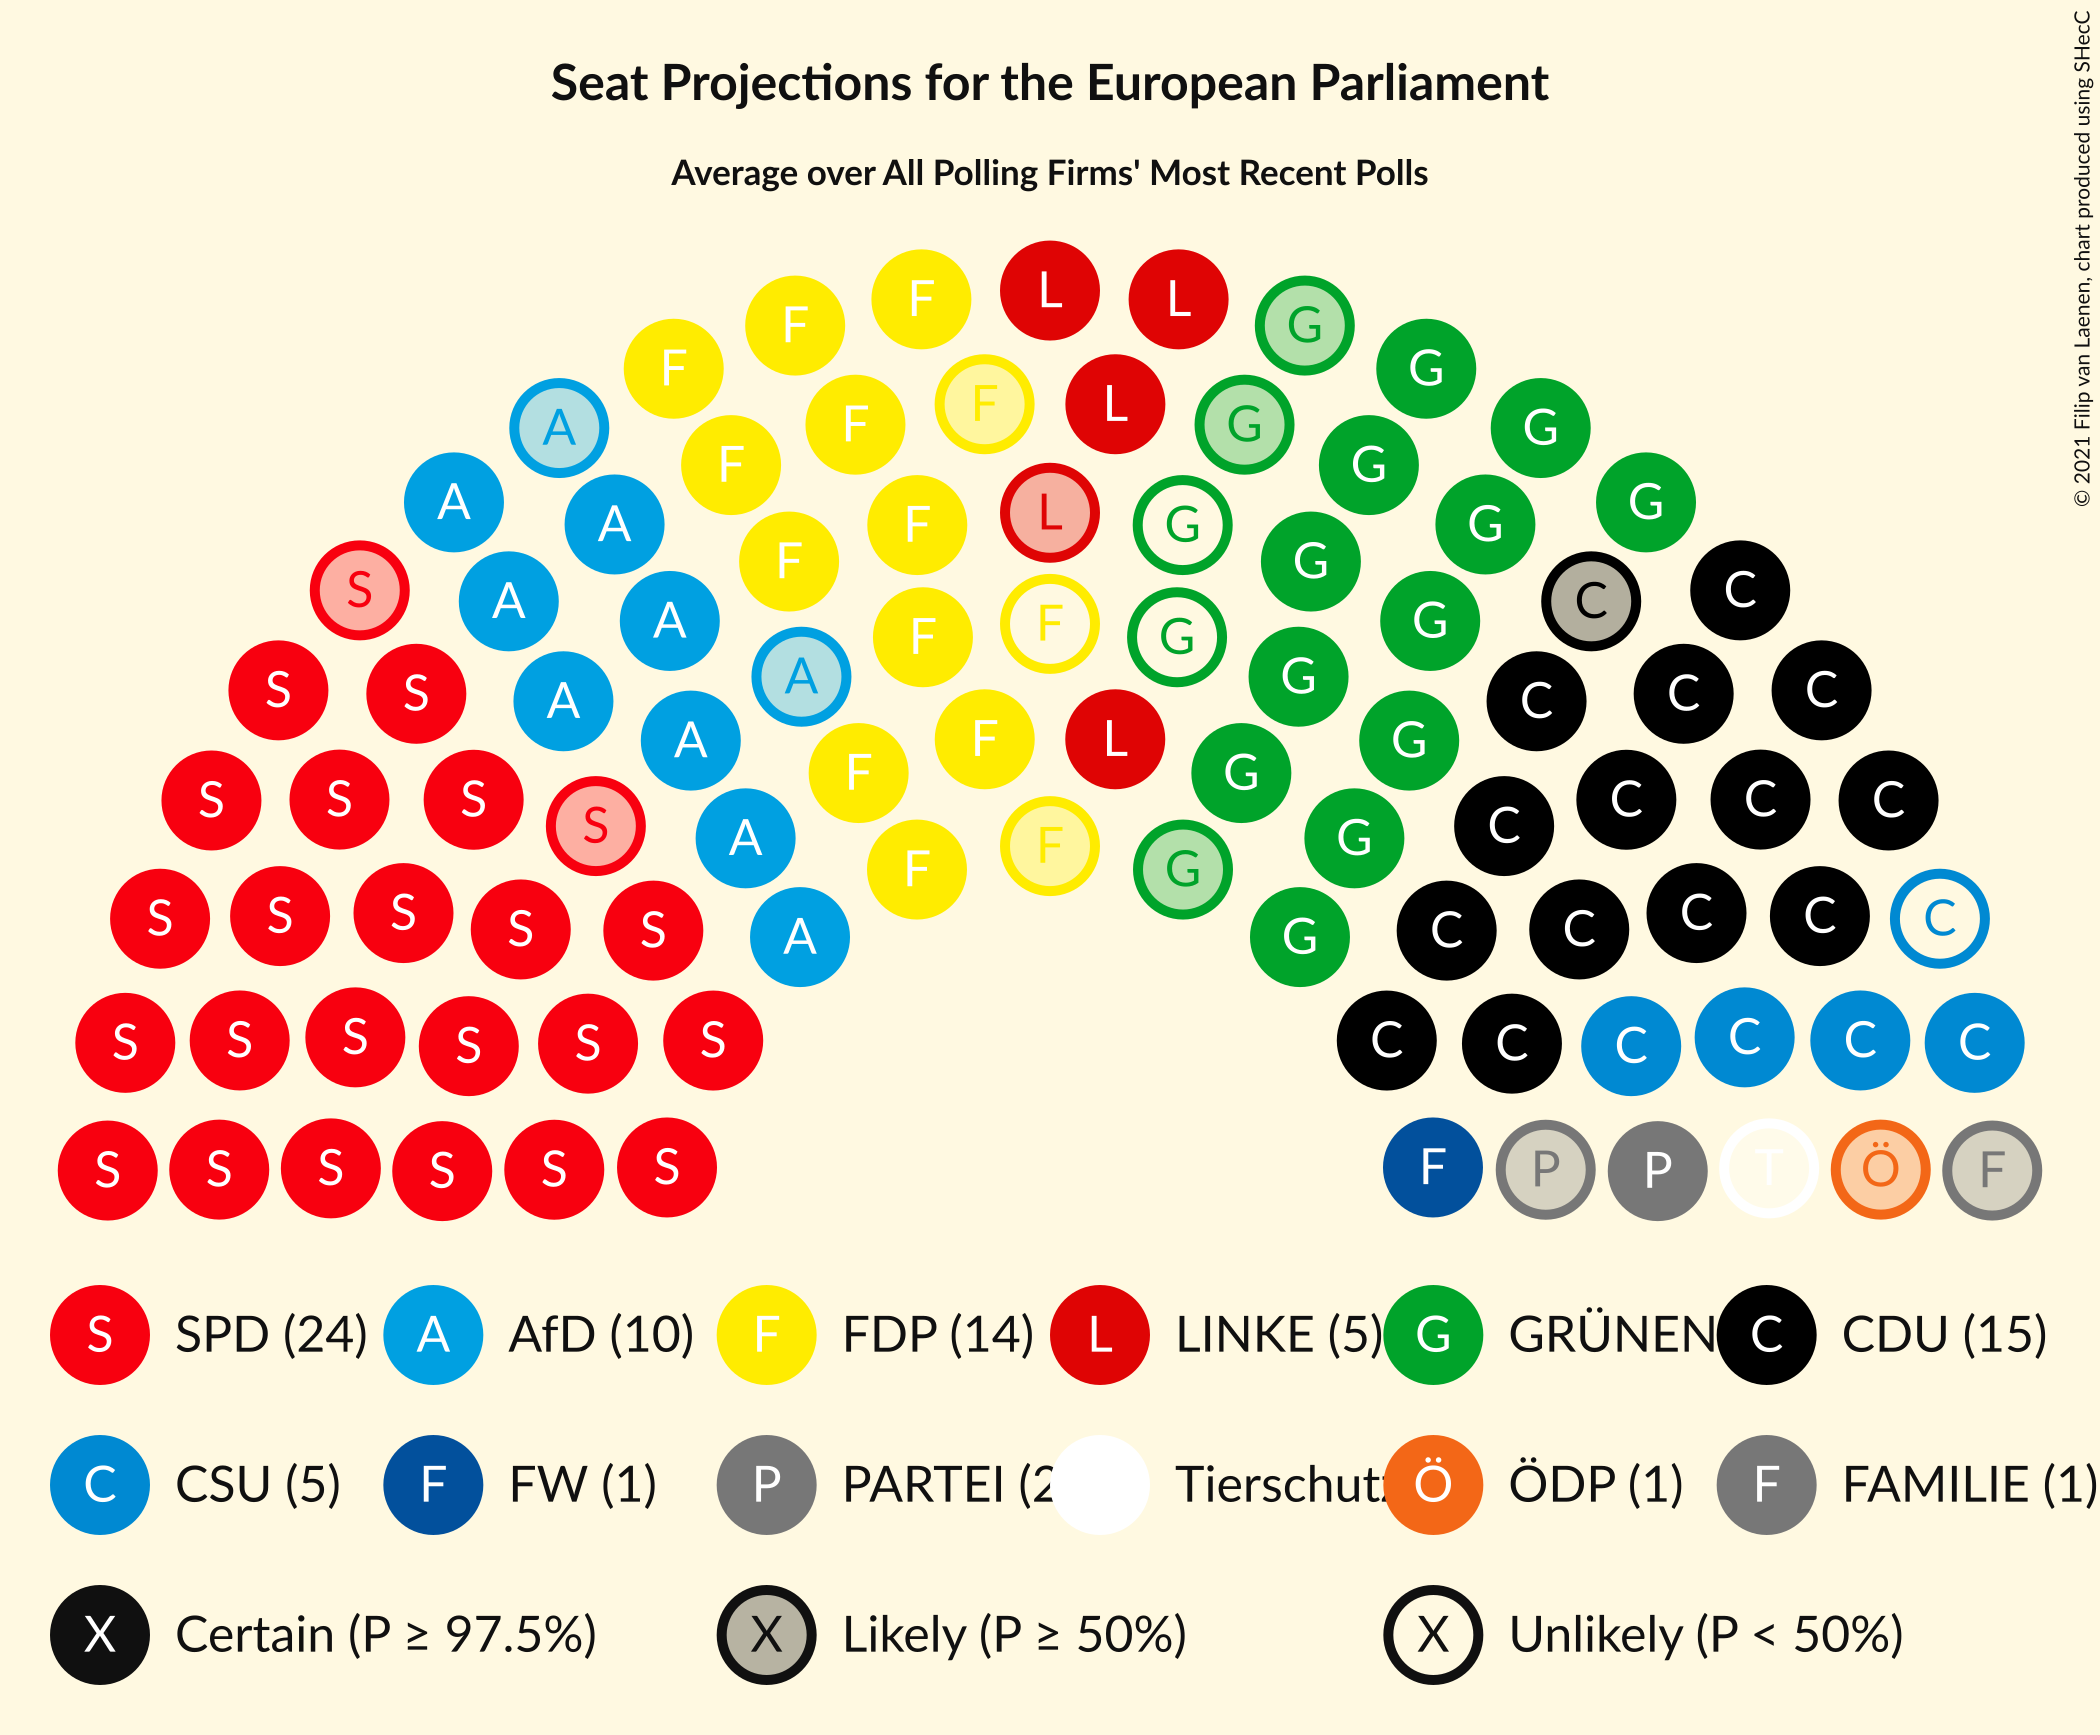 Seat Projections for the European Parliament
Average over All Polling Firms' Most Recent Polls
© 2021 Filip van Laenen, chart produced using SHecC
F F F L L G
A F F L G G
F F G G
A A F F L G G G G
S A A F F G G G C C
S S A A A F F G G G G C C C
S S S S A F F L G G C C C C
S S S S S A F F G G C C C C C
S S S S S S C C C C C C
S S S S S S F P P T Ö F
S SPD (24) A AfD (10) F FDP (14) L LINKE (5) G GRÜNEN C CDU (15)
C CSU (5) F FW (1) P PARTEI (2 Tierschutz Ö ÖDP (1) F FAMILIE (1)
X Certain (P ≥ 97.5%) X Likely (P ≥ 50%) X Unlikely (P < 50%)